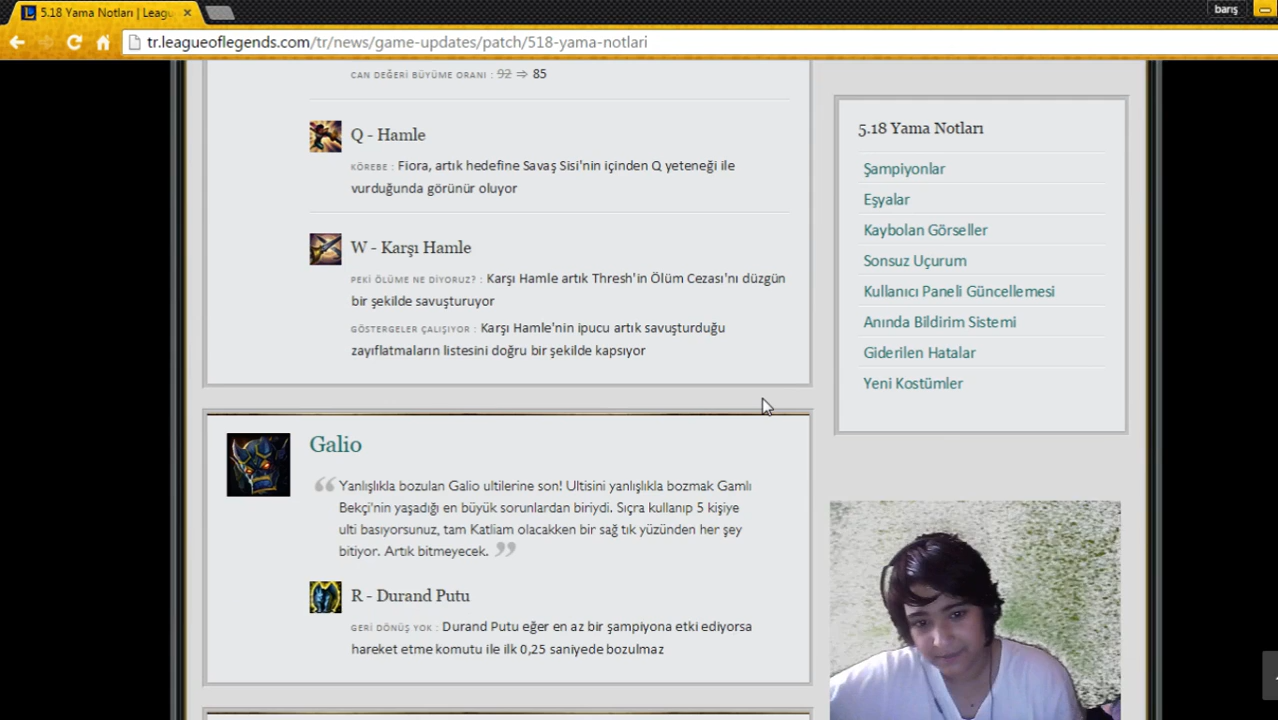 5.18 Yama Notları | Leagu
barış
tr.leagueoflegends.com/tr/news/game-updates/patch/518-yama-notlari
CAN DEĞERİ BÜYÜME ORANI : 92 ⇒ 85
Q - Hamle
KÖREBE : Fiora, artık hedefine Savaş Sisi'nin içinden Q yeteneği ile
vurduğunda görünür oluyor
W - Karşı Hamle
PEKİ ÖLÜME NE DİYORUZ? : Karşı Hamle artık Thresh'in Ölüm Cezası'nı düzgün
bir şekilde savuşturuyor
GÖSTERGELER ÇALIŞIYOR : Karşı Hamle'nin ipucu artık savuşturduğu
zayıflatmaların listesini doğru bir şekilde kapsıyor
Galio
Yanlışlıkla bozulan Galio ultilerine son! Ultisini yanlışlıkla bozmak Gamlı
Bekçi'nin yaşadığı en büyük sorunlardan biriydi. Sıçra kullanıp 5 kişiye
ulti basıyorsunuz, tam Katliam olacakken bir sağ tık yüzünden her şey
bitiyor. Artık bitmeyecek.
R - Durand Putu
GERİ DÖNÜŞ YOK : Durand Putu eğer en az bir şampiyona etki ediyorsa
hareket etme komutu ile ilk 0,25 saniyede bozulmaz
5.18 Yama Notları
Şampiyonlar
Eşyalar
Kaybolan Görseller
Sonsuz Uçurum
Kullanıcı Paneli Güncellemesi
Anında Bildirim Sistemi
Giderilen Hatalar
Yeni Kostümler